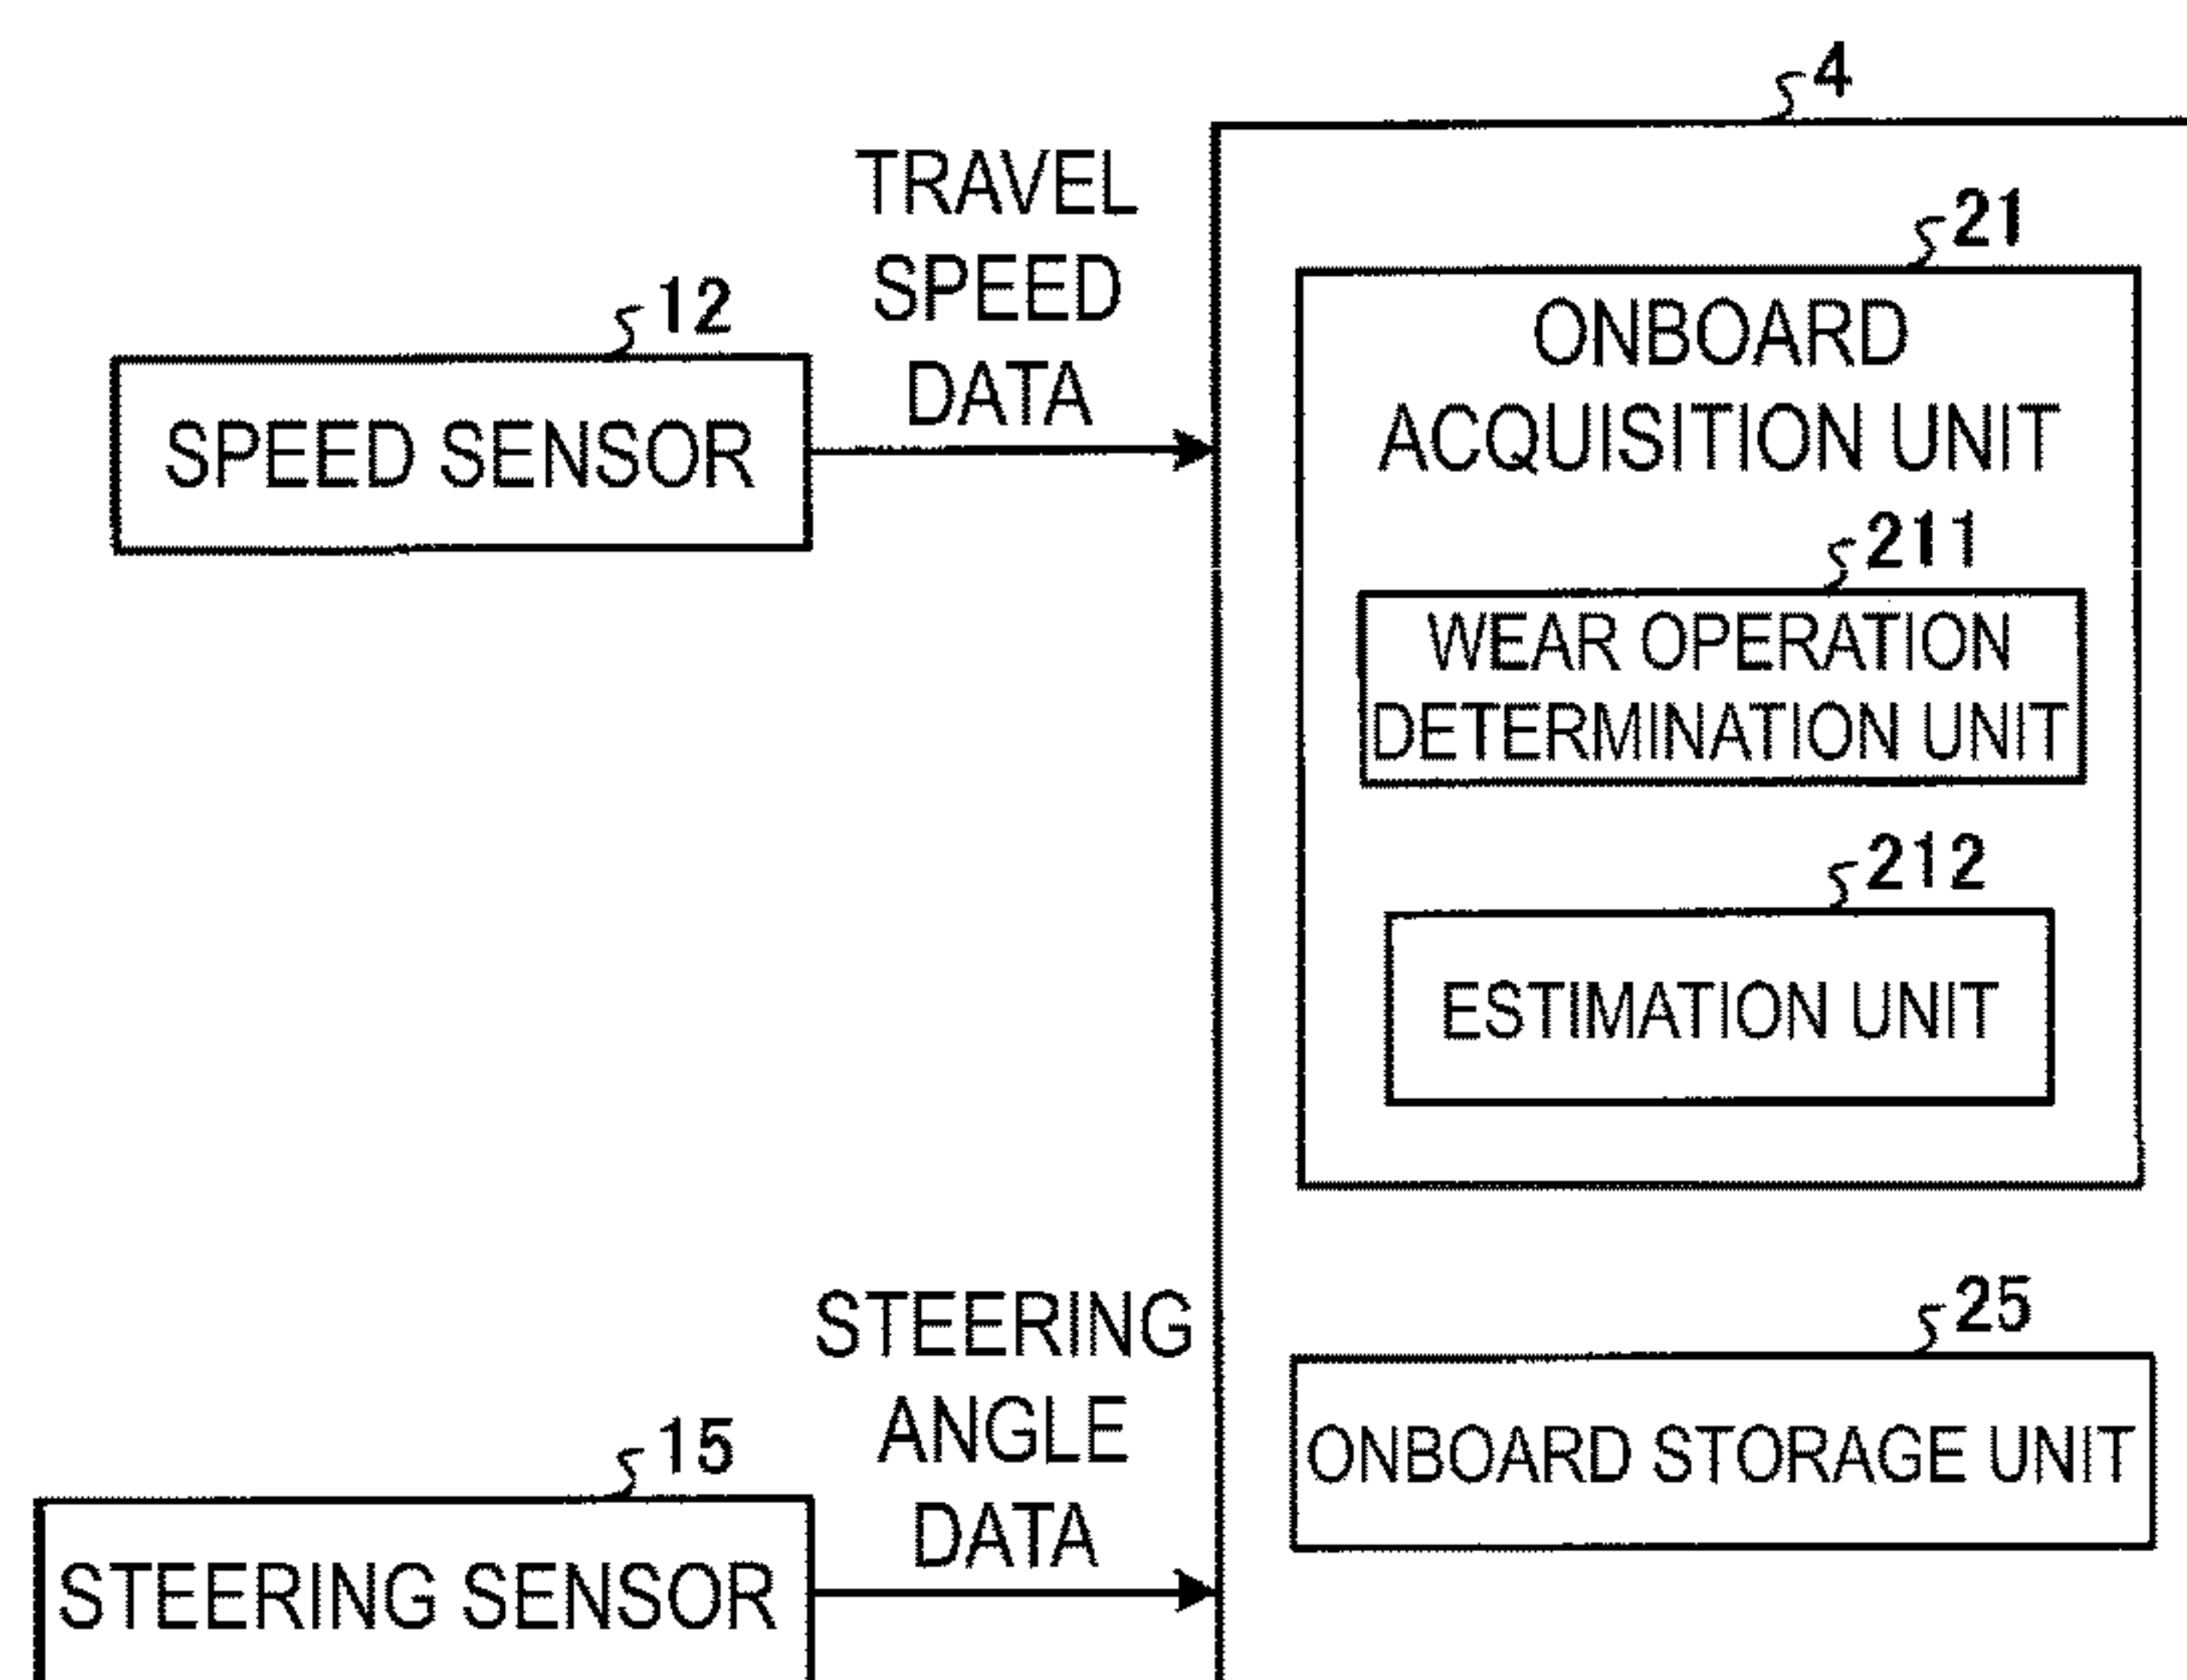 4
TRAVEL
SPEED
DATA
12
SPEED SENSOR
21
ONBOARD
ACQUISITION UNIT
211
WEAR OPERATION
DETERMINATION UNIT
212
ESTIMATION UNIT
STEERING
ANGLE
DATA
15
STEERING SENSOR
25
ONBOARD STORAGE UNIT